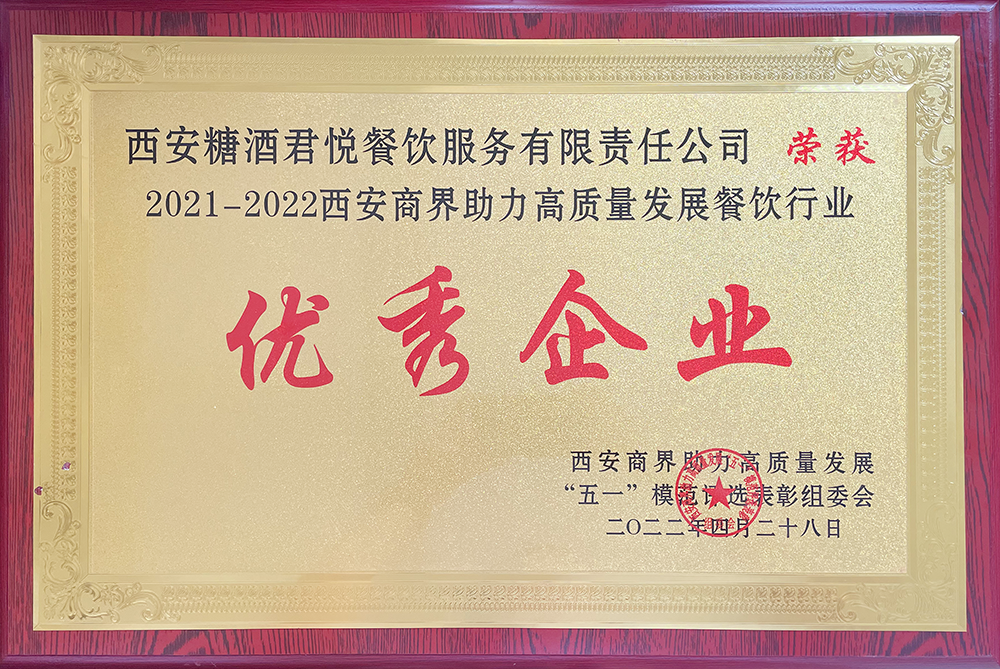 西安糖酒君悦餐饮服务有限责任公司 荣获
2021-2022西安商界助力高质量发展餐饮行业
优秀企业
西安商界助力高质量发展
“五一”模范评选表彰组委会
二〇二二年四月二十八日
组委会